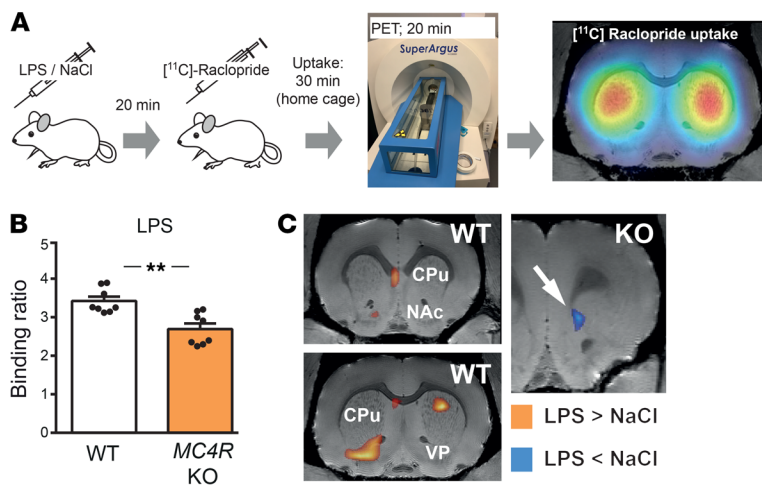 A
LPS / NaCl
20 min
[¹¹C]-Raclopride
Uptake:
30 min
(home cage)
PET; 20 min
SuperArgus
[¹¹C] Raclopride uptake
B
LPS
**
Binding ratio
5
4
3
2
1
0
WT
MC4R
KO
C
WT
CPu
NAc
WT
CPu
VP
KO
LPS > NaCl
LPS < NaCl